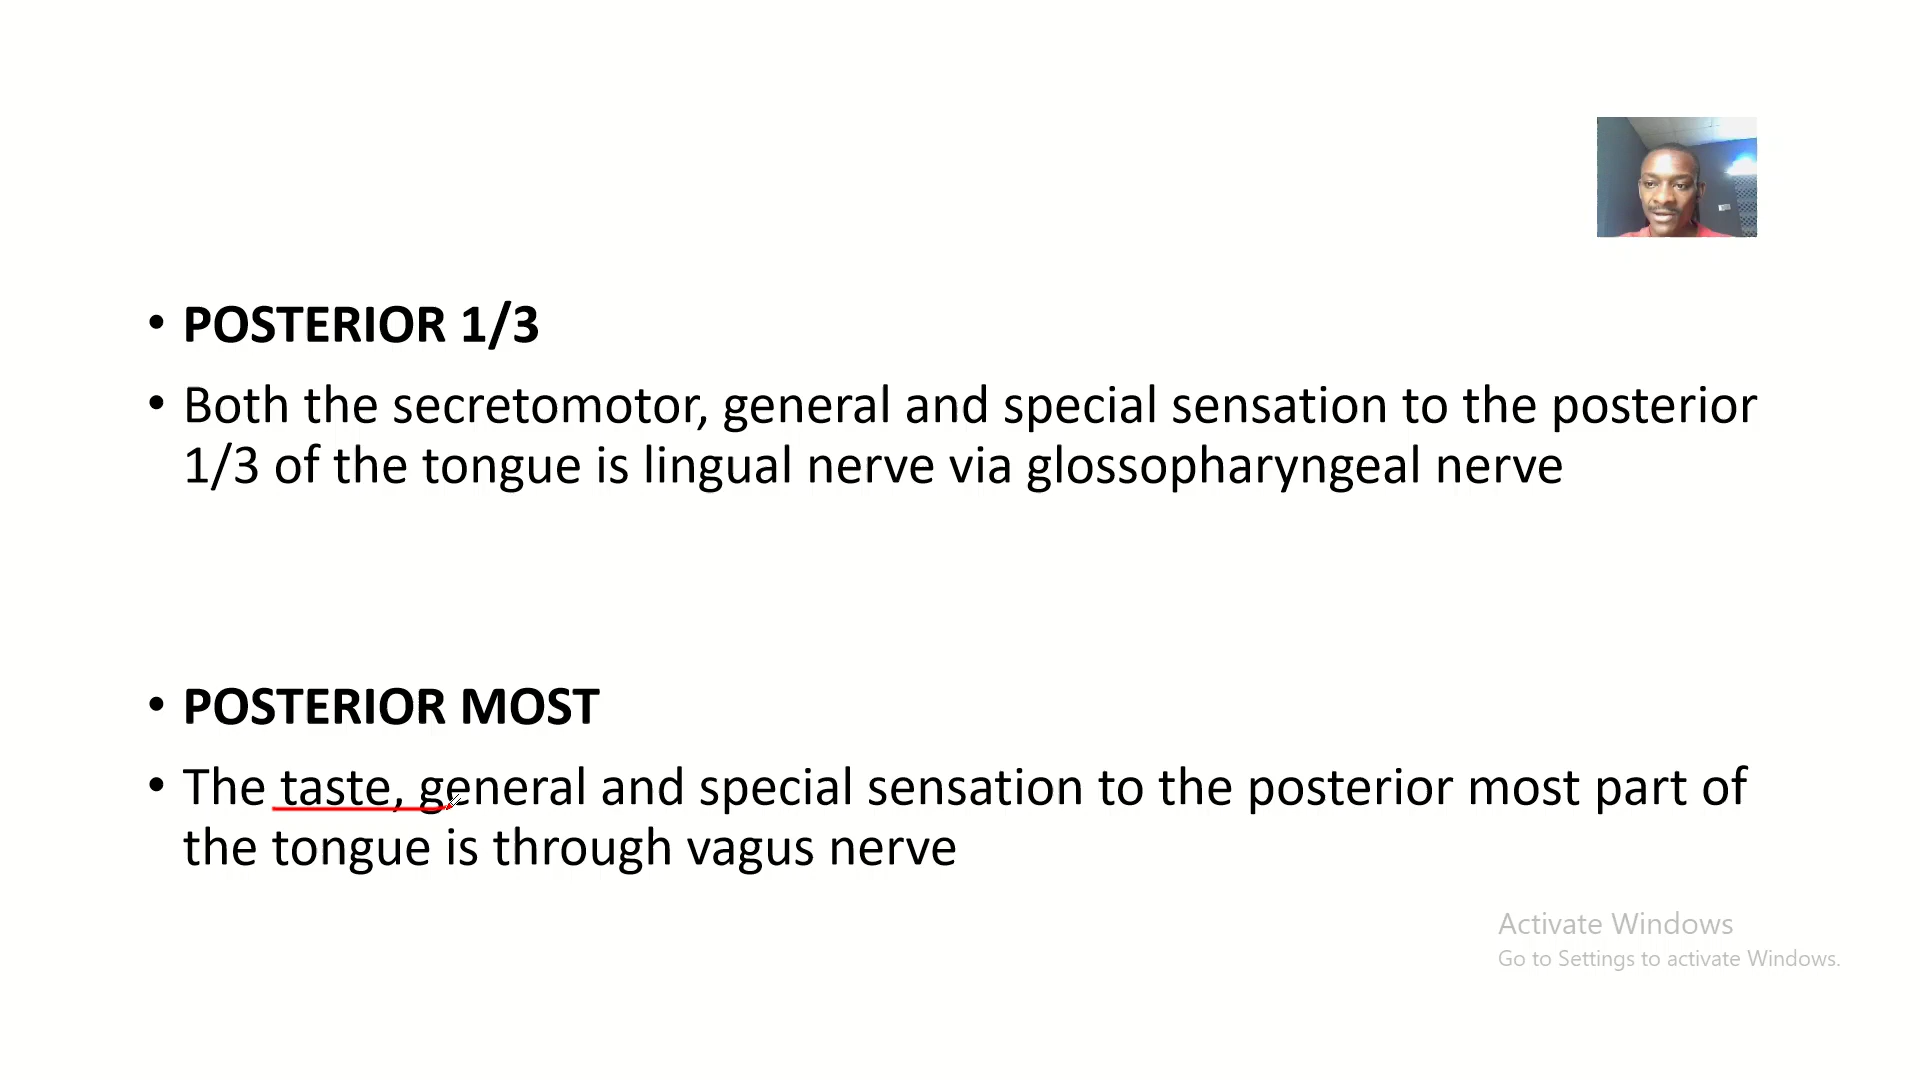 • POSTERIOR 1/3
• Both the secretomotor, general and special sensation to the posterior
1/3 of the tongue is lingual nerve via glossopharyngeal nerve
• POSTERIOR MOST
• The taste, general and special sensation to the posterior most part of
the tongue is through vagus nerve
Activate Windows
Go to Settings to activate Windows.